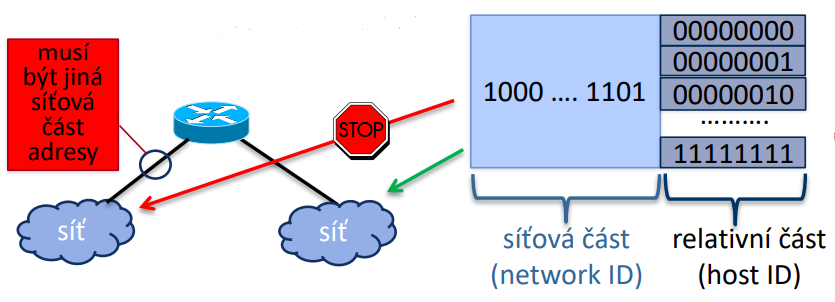 musí
být jiná
síťová
část
adresy
STOP
síť
síť
1000 .... 1101
00000000
00000001
00000010
..........
11111111
síťová část
(network ID)
relativní část
(host ID)